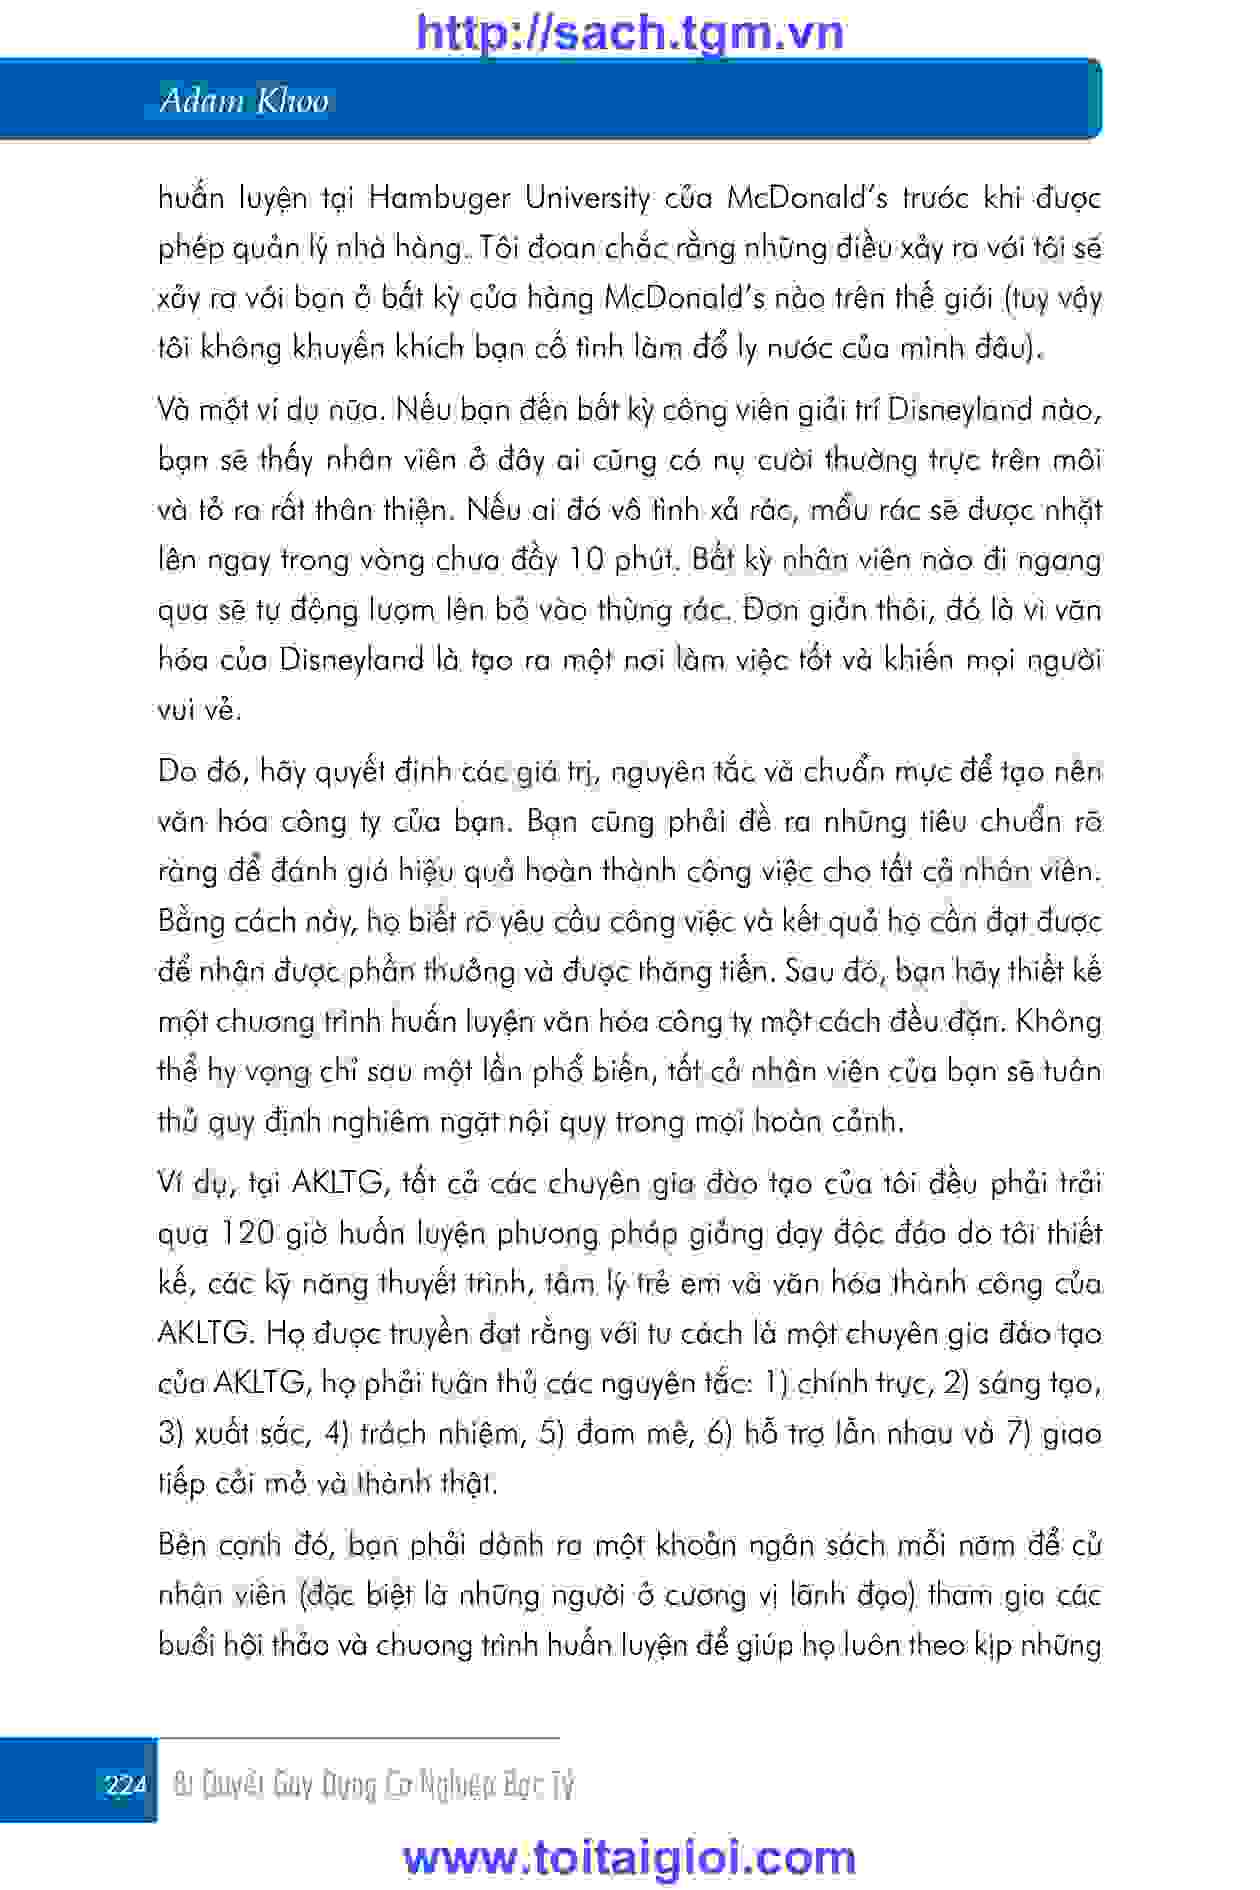 http://sach.tgm.vn
Adam Khoo
huấn luyện tại Hambuger University của McDonald's trước khi được
phép quản lý nhà hàng. Tôi đoan chắc rằng những điều xảy ra với tôi sẽ
xảy ra với bạn ở bất kỳ cửa hàng McDonald's nào trên thế giới (tuy vậy
tôi không khuyến khích bạn cố tình làm đổ ly nước của mình đâu).
Và một ví dụ nữa. Nếu bạn đến bất kỳ công viên giải trí Disneyland nào,
bạn sẽ thấy nhân viên ở đây ai cũng có nụ cười thường trực trên môi
và tỏ ra rất thân thiện. Nếu ai đó vô tình xả rác, mẩu rác sẽ được nhặt
lên ngay trong vòng chưa đầy 10 phút. Bất kỳ nhân viên nào đi ngang
qua sẽ tự động lượm lên bỏ vào thùng rác. Đơn giản thôi, đó là vì văn
hóa của Disneyland là tạo ra một nơi làm việc tốt và khiến mọi người
vui vẻ.
Do đó, hãy quyết định các giá trị, nguyên tắc và chuẩn mực để tạo nên
văn hóa công ty của bạn. Bạn cũng phải đề ra những tiêu chuẩn rõ
ràng để đánh giá hiệu quả hoàn thành công việc cho tất cả nhân viên.
Bằng cách này, họ biết rõ yêu cầu công việc và kết quả họ cần đạt được
để nhận được phần thưởng và được thăng tiến. Sau đó, bạn hãy thiết kế
một chương trình huấn luyện văn hóa công ty một cách đều đặn. Không
thể hy vọng chỉ sau một lần phổ biến, tất cả nhân viên của bạn sẽ tuân
thủ quy định nghiêm ngặt nội quy trong mọi hoàn cảnh.
Ví dụ, tại AKLTG, tất cả các chuyên gia đào tạo của tôi đều phải trải
qua 120 giờ huấn luyện phương pháp giảng dạy độc đáo do tôi thiết
kế, các kỹ năng thuyết trình, tâm lý trẻ em và văn hóa thành công của
AKLTG. Họ được truyền đạt rằng với tư cách là một chuyên gia đào tạo
của AKLTG, họ phải tuân thủ các nguyên tắc: 1) chính trực, 2) sáng tạo,
3) xuất sắc, 4) trách nhiệm, 5) đam mê, 6) hỗ trợ lẫn nhau và 7) giao
tiếp cởi mở và thành thật.
Bên cạnh đó, bạn phải dành ra một khoản ngân sách mỗi năm để cử
nhân viên (đặc biệt là những người ở cương vị lãnh đạo) tham gia các
buổi hội thảo và chương trình huấn luyện để giúp họ luôn theo kịp những
224 Bí Quyết Gây Dựng Cơ Nghiệp Bạc Tỷ
www.toitaigioi.com